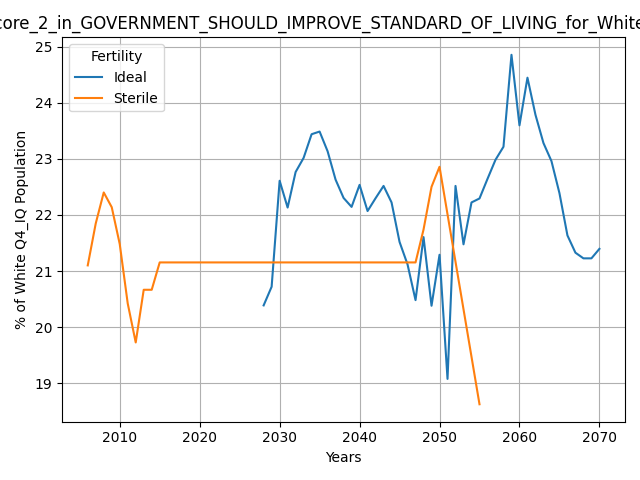 core_2_in_GOVERNMENT_SHOULD_IMPROVE_STANDARD_OF_LIVING_for_White
Fertility
Ideal
Sterile
% of White Q4_IQ Population
25
24
23
22
21
20
19
2010 2020 2030 2040 2050 2060 2070
Years